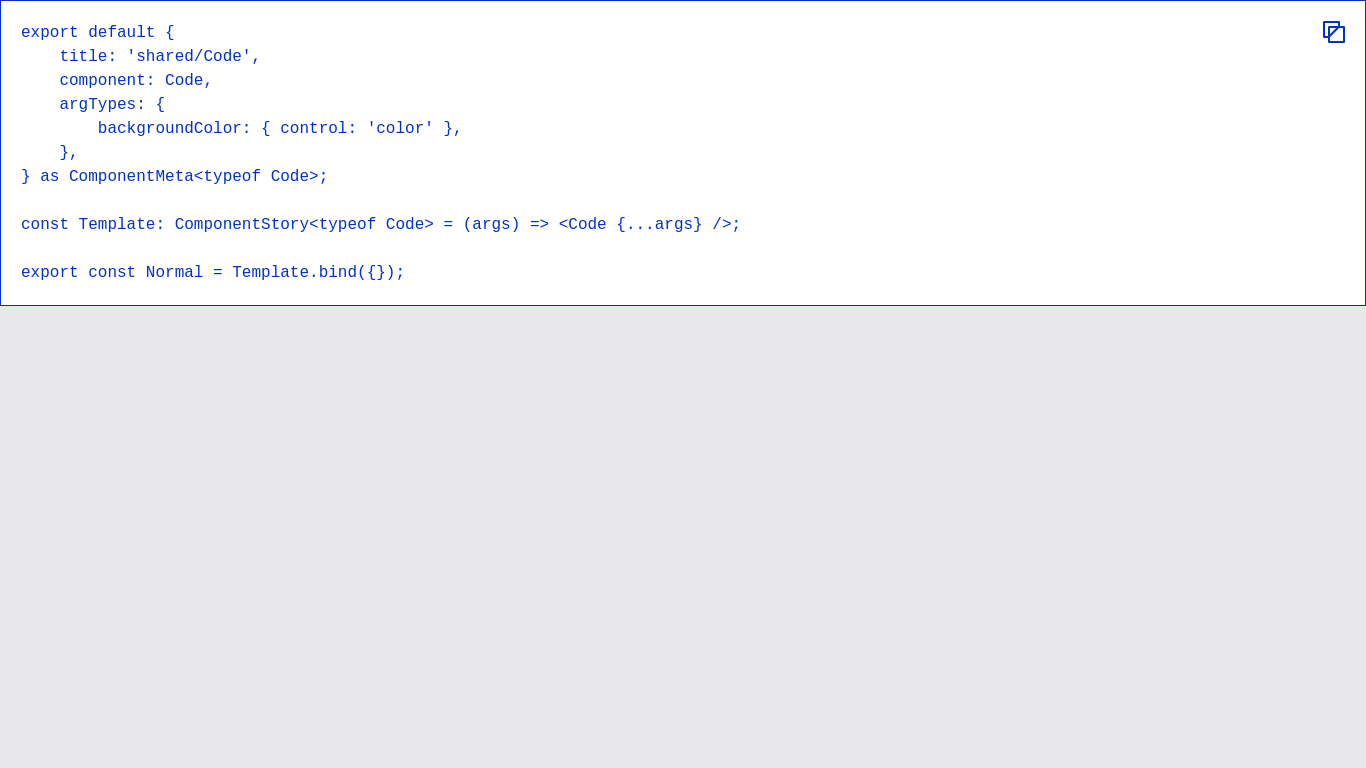 export default {
    title: 'shared/Code',
    component: Code,
    argTypes: {
        backgroundColor: { control: 'color' },
    },
} as ComponentMeta<typeof Code>;

const Template: ComponentStory<typeof Code> = (args) => <Code {...args} />;

export const Normal = Template.bind({});